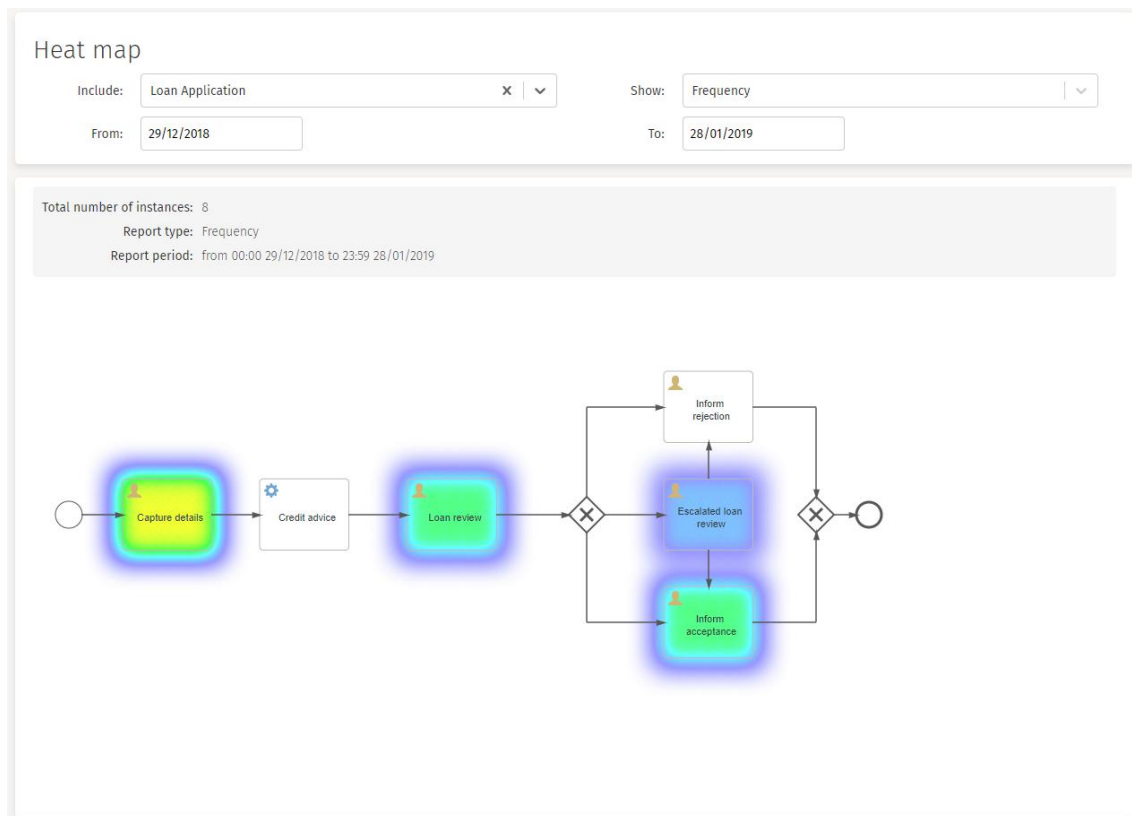 Heat map
Include: Loan Application Show: Frequency
From: 29/12/2018 To: 28/01/2019
Total number of instances: 8
Report type: Frequency
Report period: from 00:00 29/12/2018 to 23:59 28/01/2019
Inform
rejection
Capture details
Credit advice
Loan review
Escalated loan
review
Inform
acceptance